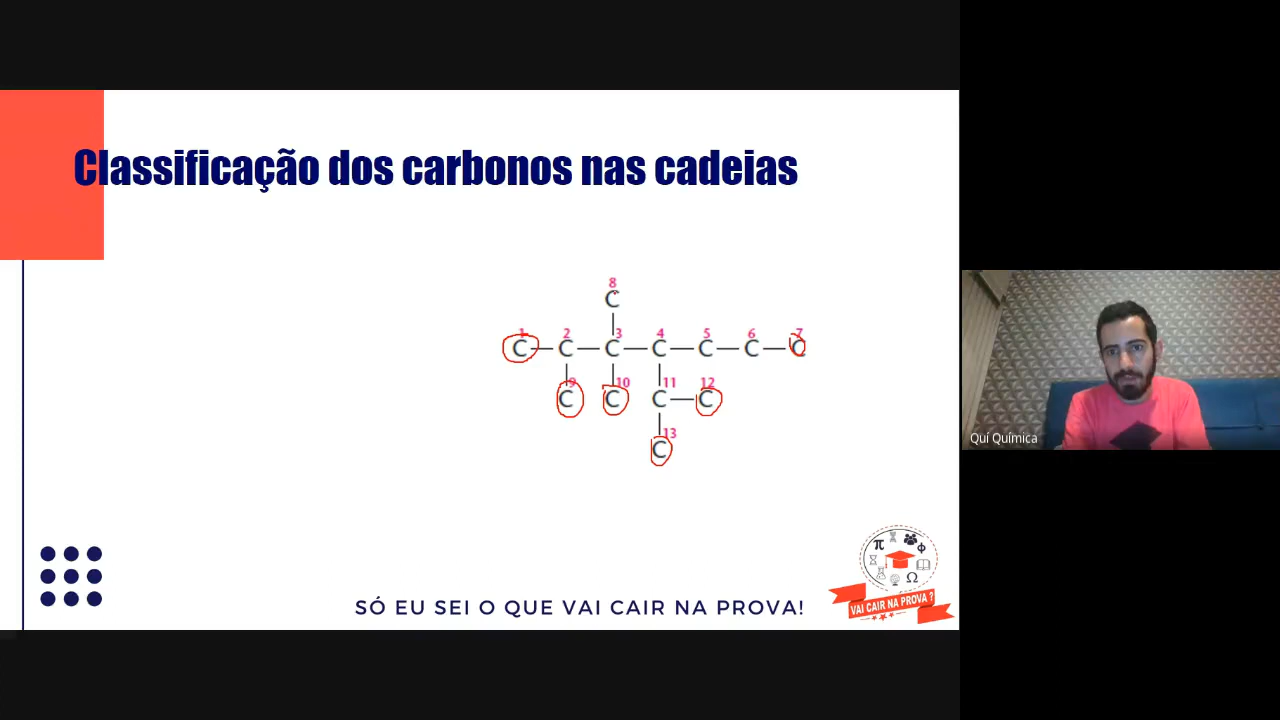 Classificação dos carbonos nas cadeias
8
C
1 2 3 4 5 6 7
C — C — C — C — C — C — C
9 10 11 12
C C C — C
13
C
Quí Química
π
ϕ
Ω
VAI CAIR NA PROVA ?
SÓ EU SEI O QUE VAI CAIR NA PROVA!